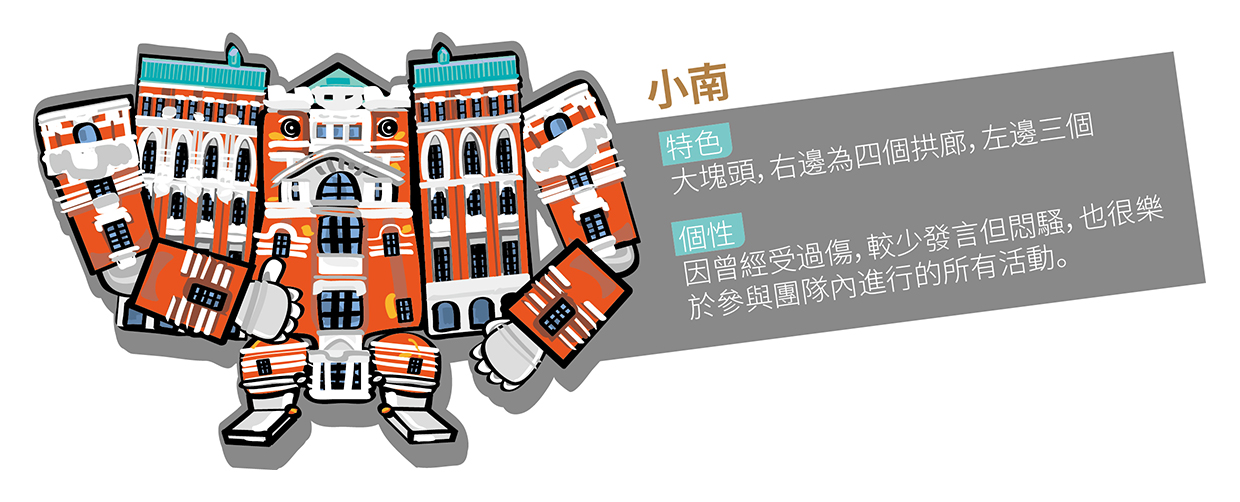 小南
特色
大塊頭，右邊為四個拱廊，左邊三個
個性
因曾經受過傷，較少發言但悶騷，也很樂
於參與團隊內進行的所有活動。